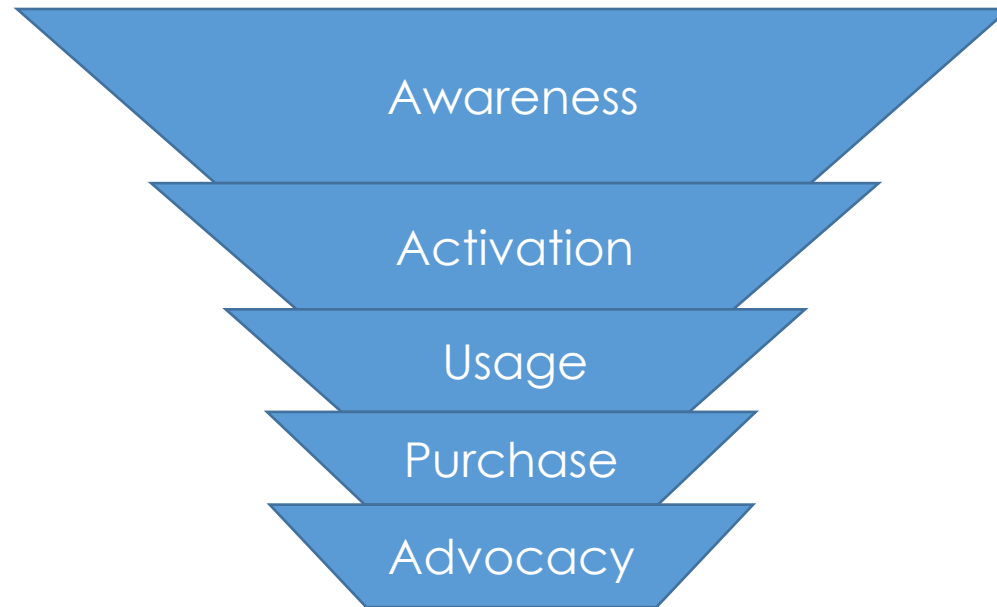 Awareness
Activation
Usage
Purchase
Advocacy